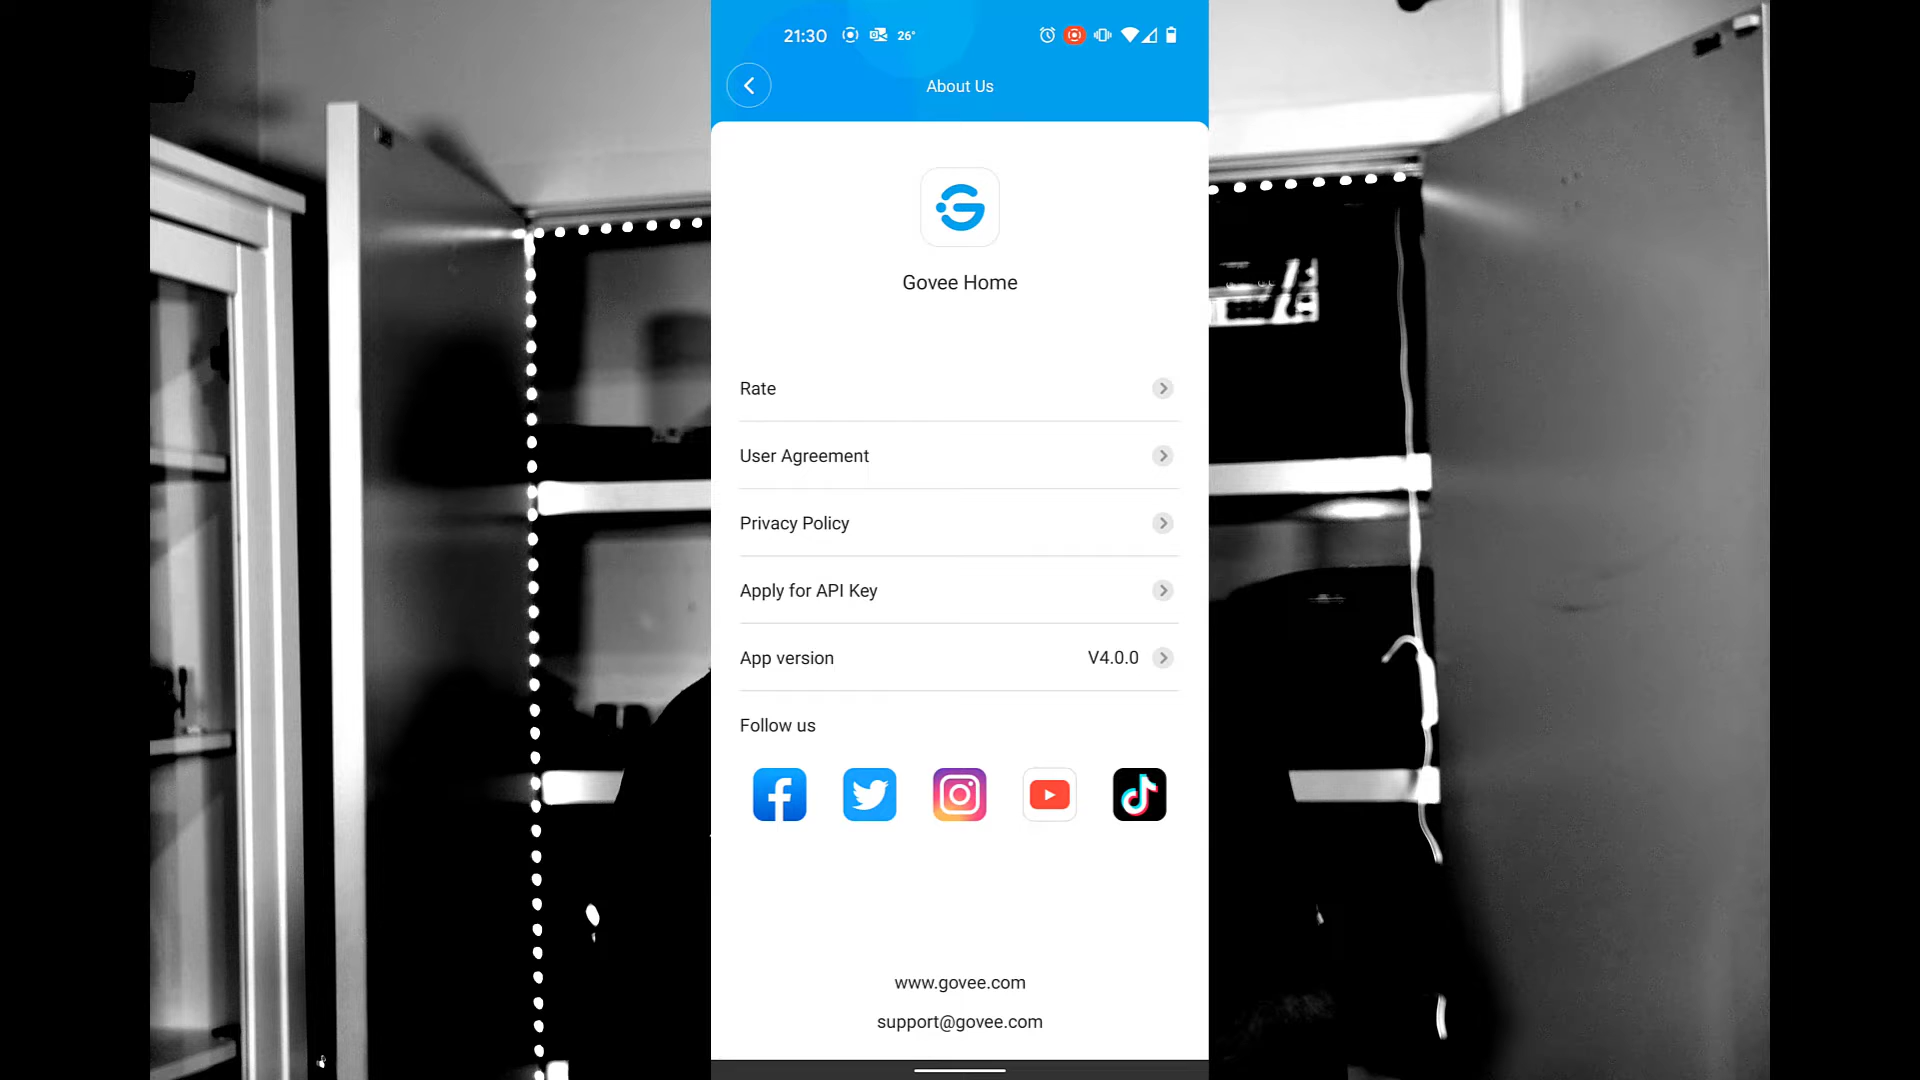 21:30 26°
About Us
Govee Home
Rate
User Agreement
Privacy Policy
Apply for API Key
App version V4.0.0
Follow us
www.govee.com
support@govee.com